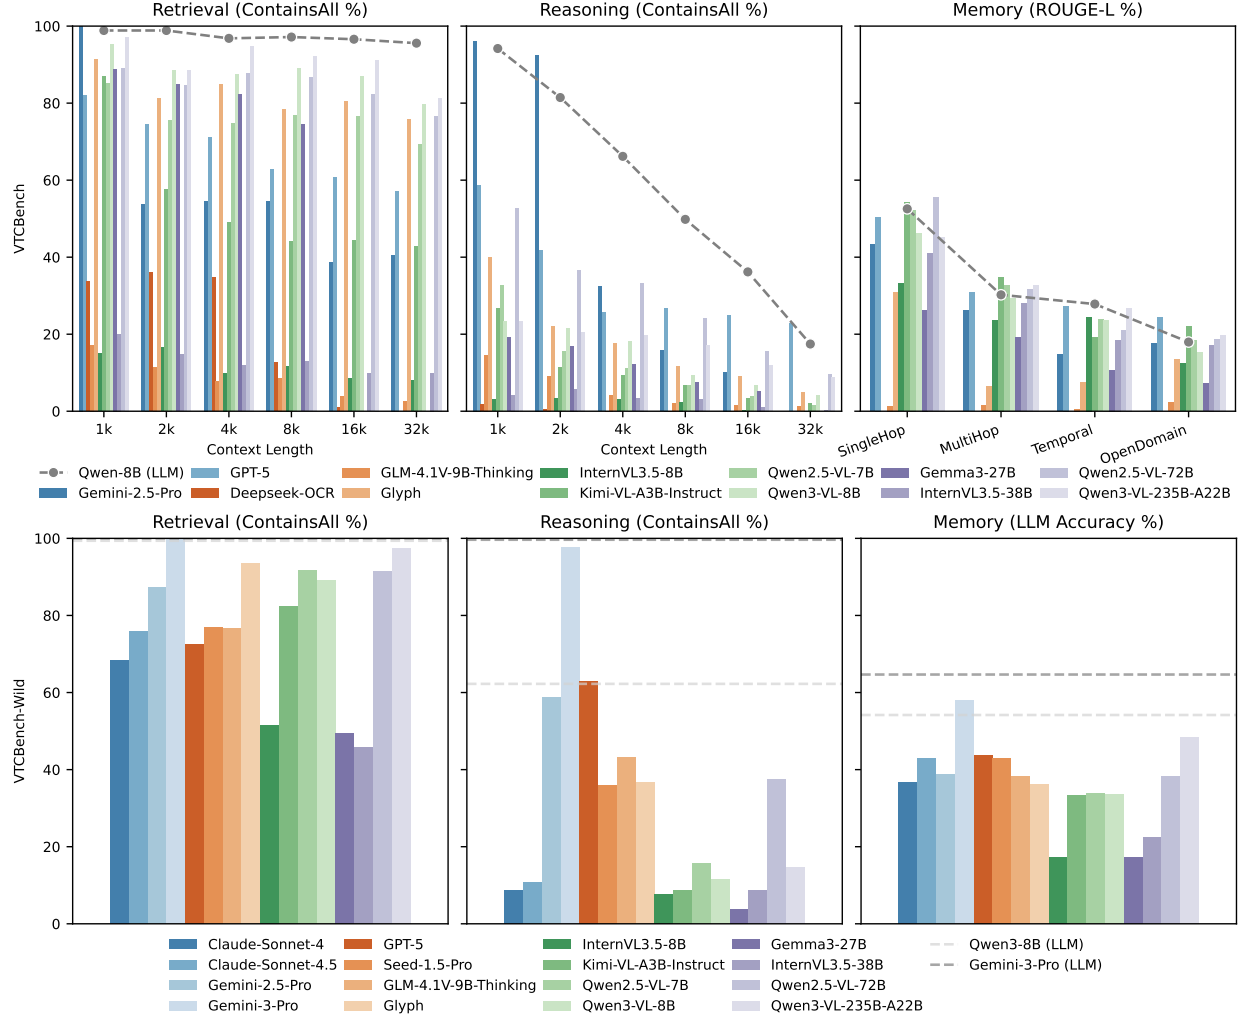 Retrieval (ContainsAll %)
Reasoning (ContainsAll %)
Memory (ROUGE-L %)
VTCBench
100
80
60
40
20
0
1k 2k 4k 8k 16k 32k
Context Length
1k 2k 4k 8k 16k 32k
Context Length
SingleHop
MultiHop
Temporal
OpenDomain
Qwen-8B (LLM)
Gemini-2.5-Pro
GPT-5
Deepseek-OCR
GLM-4.1V-9B-Thinking
Glyph
InternVL3.5-8B
Kimi-VL-A3B-Instruct
Qwen2.5-VL-7B
Qwen3-VL-8B
Gemma3-27B
InternVL3.5-38B
Qwen2.5-VL-72B
Qwen3-VL-235B-A22B
Retrieval (ContainsAll %)
Reasoning (ContainsAll %)
Memory (LLM Accuracy %)
VTCBench-Wild
100
80
60
40
20
0
Claude-Sonnet-4
Claude-Sonnet-4.5
Gemini-2.5-Pro
Gemini-3-Pro
GPT-5
Seed-1.5-Pro
GLM-4.1V-9B-Thinking
Glyph
InternVL3.5-8B
Kimi-VL-A3B-Instruct
Qwen2.5-VL-7B
Qwen3-VL-8B
Gemma3-27B
InternVL3.5-38B
Qwen2.5-VL-72B
Qwen3-VL-235B-A22B
Qwen3-8B (LLM)
Gemini-3-Pro (LLM)